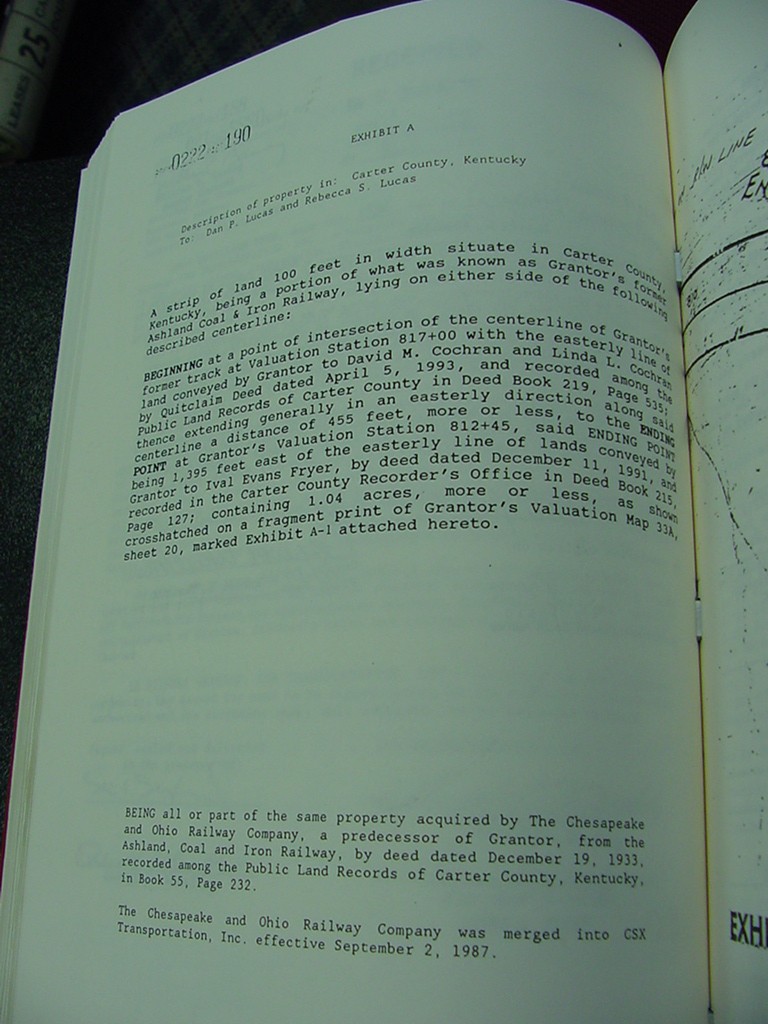 0222 190
EXHIBIT A
Description of property in: Carter County, Kentucky
To: Dan P. Lucas and Rebecca S. Lucas
A strip of land 100 feet in width situate in Carter County,
Kentucky, being a portion of what was known as Grantor's former
Ashland Coal & Iron Railway, lying on either side of the following
described centerline:
BEGINNING at a point of intersection of the centerline of Grantor's
former track at Valuation Station 817+00 with the easterly line of
land conveyed by Grantor to David M. Cochran and Linda L. Cochran
by Quitclaim Deed dated April 5, 1993, and recorded among the
Public Land Records of Carter County in Deed Book 219, Page 535;
thence extending generally in an easterly direction along said
centerline a distance of 455 feet, more or less, to the ENDING
POINT at Grantor's Valuation Station 812+45, said ENDING POINT
being 1,395 feet east of the easterly line of lands conveyed by
Grantor to Ival Evans Fryer, by deed dated December 11, 1991, and
recorded in the Carter County Recorder's Office in Deed Book 215,
Page 127; containing 1.04 acres, more or less, as shown
crosshatched on a fragment print of Grantor's Valuation Map 33A,
sheet 20, marked Exhibit A-1 attached hereto.
BEING all or part of the same property acquired by The Chesapeake
and Ohio Railway Company, a predecessor of Grantor, from the
Ashland, Coal and Iron Railway, by deed dated December 19, 1933,
recorded among the Public Land Records of Carter County, Kentucky,
in Book 55, Page 232.
The Chesapeake and Ohio Railway Company was merged into CSX
Transportation, Inc. effective September 2, 1987.
LINE
EXHI
25